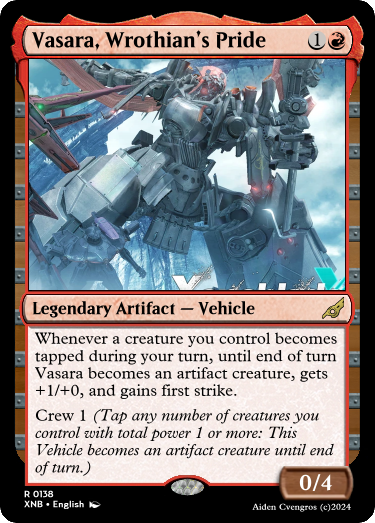 Vasara, Wrothian's Pride 1
Legendary Artifact — Vehicle
Whenever a creature you control becomes
tapped during your turn, until end of turn
Vasara becomes an artifact creature, gets
+1/+0, and gains first strike.
Crew 1 (Tap any number of creatures you
control with total power 1 or more: This
Vehicle becomes an artifact creature until end
of turn.)
0/4
R 0138
XNB • English
Aiden Cvengros (c)2024